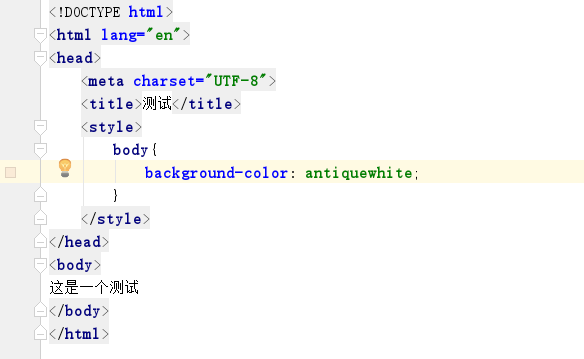 <!DOCTYPE html>
<html lang="en">
<head>
    <meta charset="UTF-8">
    <title>测试</title>
    <style>
        body{
            background-color: antiquewhite;
        }
    </style>
</head>
<body>
这是一个测试
</body>
</html>